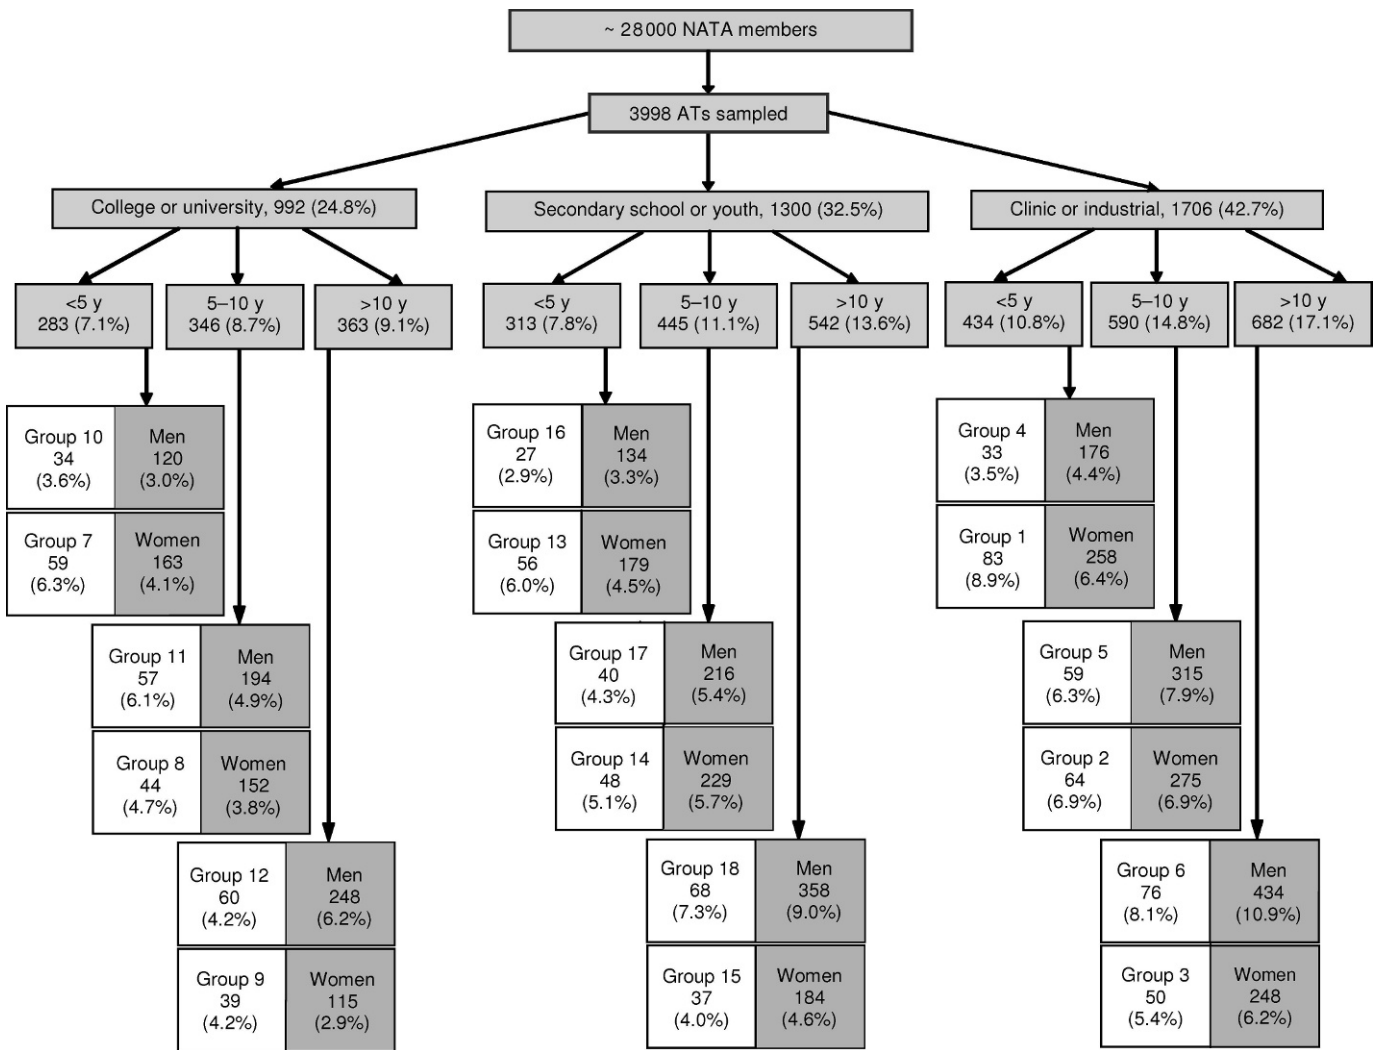 ~ 28000 NATA members
3998 ATs sampled
College or university, 992 (24.8%)
Secondary school or youth, 1300 (32.5%)
Clinic or industrial, 1706 (42.7%)
<5 y
283 (7.1%)
5–10 y
346 (8.7%)
>10 y
363 (9.1%)
<5 y
313 (7.8%)
5–10 y
445 (11.1%)
>10 y
542 (13.6%)
<5 y
434 (10.8%)
5–10 y
590 (14.8%)
>10 y
682 (17.1%)
Group 10
34
(3.6%)
Men
120
(3.0%)
Group 7
59
(6.3%)
Women
163
(4.1%)
Group 11
57
(6.1%)
Men
194
(4.9%)
Group 8
44
(4.7%)
Women
152
(3.8%)
Group 12
60
(4.2%)
Men
248
(6.2%)
Group 9
39
(4.2%)
Women
115
(2.9%)
Group 16
27
(2.9%)
Men
134
(3.3%)
Group 13
56
(6.0%)
Women
179
(4.5%)
Group 17
40
(4.3%)
Men
216
(5.4%)
Group 14
48
(5.1%)
Women
229
(5.7%)
Group 18
68
(7.3%)
Men
358
(9.0%)
Group 15
37
(4.0%)
Women
184
(4.6%)
Group 4
33
(3.5%)
Men
176
(4.4%)
Group 1
83
(8.9%)
Women
258
(6.4%)
Group 5
59
(6.3%)
Men
315
(7.9%)
Group 2
64
(6.9%)
Women
275
(6.9%)
Group 6
76
(8.1%)
Men
434
(10.9%)
Group 3
50
(5.4%)
Women
248
(6.2%)